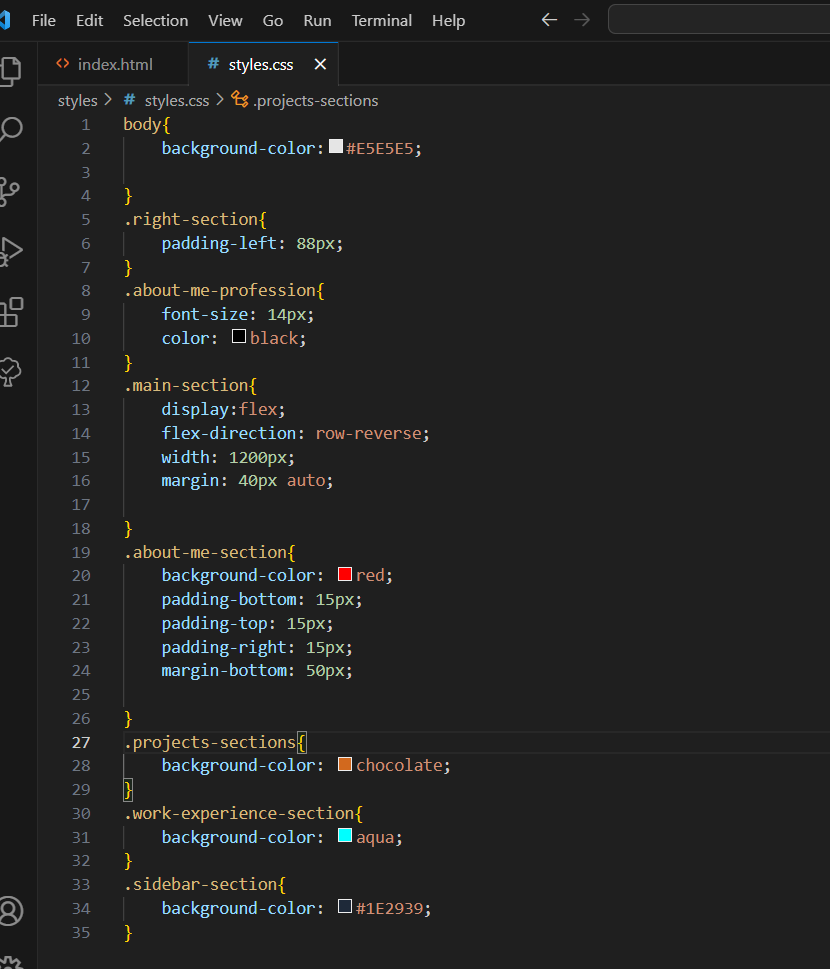 File Edit Selection View Go Run Terminal Help
index.html # styles.css
styles > # styles.css > .projects-sections
1 body{
2 background-color: #E5E5E5;
3
4 }
5 .right-section{
6 padding-left: 88px;
7 }
8 .about-me-profession{
9 font-size: 14px;
10 color: black;
11 }
12 .main-section{
13 display:flex;
14 flex-direction: row-reverse;
15 width: 1200px;
16 margin: 40px auto;
17
18 }
19 .about-me-section{
20 background-color: red;
21 padding-bottom: 15px;
22 padding-top: 15px;
23 padding-right: 15px;
24 margin-bottom: 50px;
25
26 }
27 .projects-sections{
28 background-color: chocolate;
29 }
30 .work-experience-section{
31 background-color: aqua;
32 }
33 .sidebar-section{
34 background-color: #1E2939;
35 }